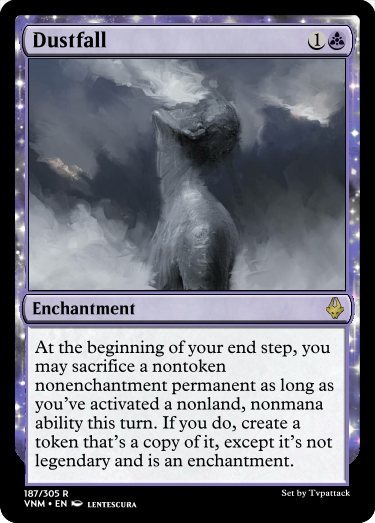 Dustfall 1
Enchantment
At the beginning of your end step, you
may sacrifice a nontoken
nonenchantment permanent as long as
you've activated a nonland, nonmana
ability this turn. If you do, create a
token that's a copy of it, except it's not
legendary and is an enchantment.
187/305 R Set by Tvpattack
VNM • EN LENTESCURA